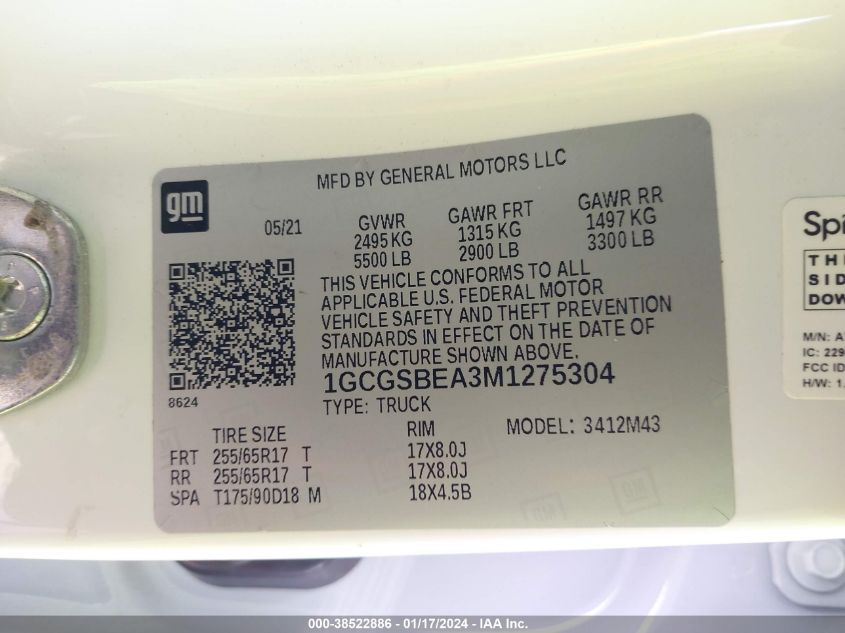 gm
MFD BY GENERAL MOTORS LLC
05/21
GVWR
2495 KG
5500 LB
GAWR FRT
1315 KG
2900 LB
GAWR RR
1497 KG
3300 LB
THIS VEHICLE CONFORMS TO ALL
APPLICABLE U.S. FEDERAL MOTOR
VEHICLE SAFETY AND THEFT PREVENTION
STANDARDS IN EFFECT ON THE DATE OF
MANUFACTURE SHOWN ABOVE.
1GCGSBEA3M1275304
8624
TYPE: TRUCK
MODEL: 3412M43
TIRE SIZE RIM
FRT 255/65R17 T 17X8.0J
RR 255/65R17 T 17X8.0J
SPA T175/90D18 M 18X4.5B
SID
M/N:
IC:
FCC ID
H/W:
000-38522886 - 01/17/2024 - IAA Inc.